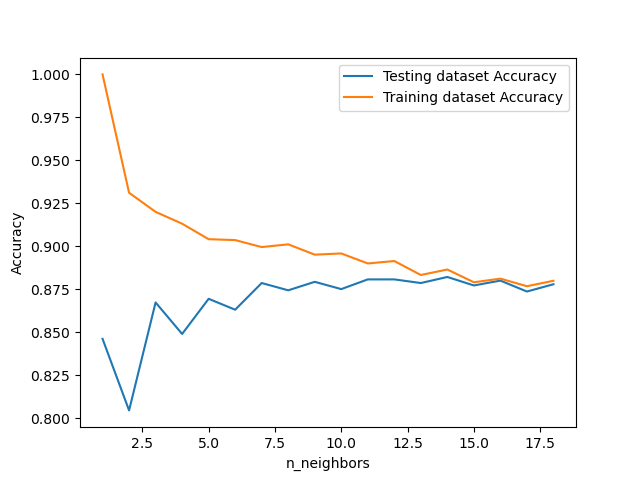 Testing dataset Accuracy
Training dataset Accuracy
1.000
0.975
0.950
0.925
0.900
0.875
0.850
0.825
0.800
Accuracy
2.5 5.0 7.5 10.0 12.5 15.0 17.5
n_neighbors